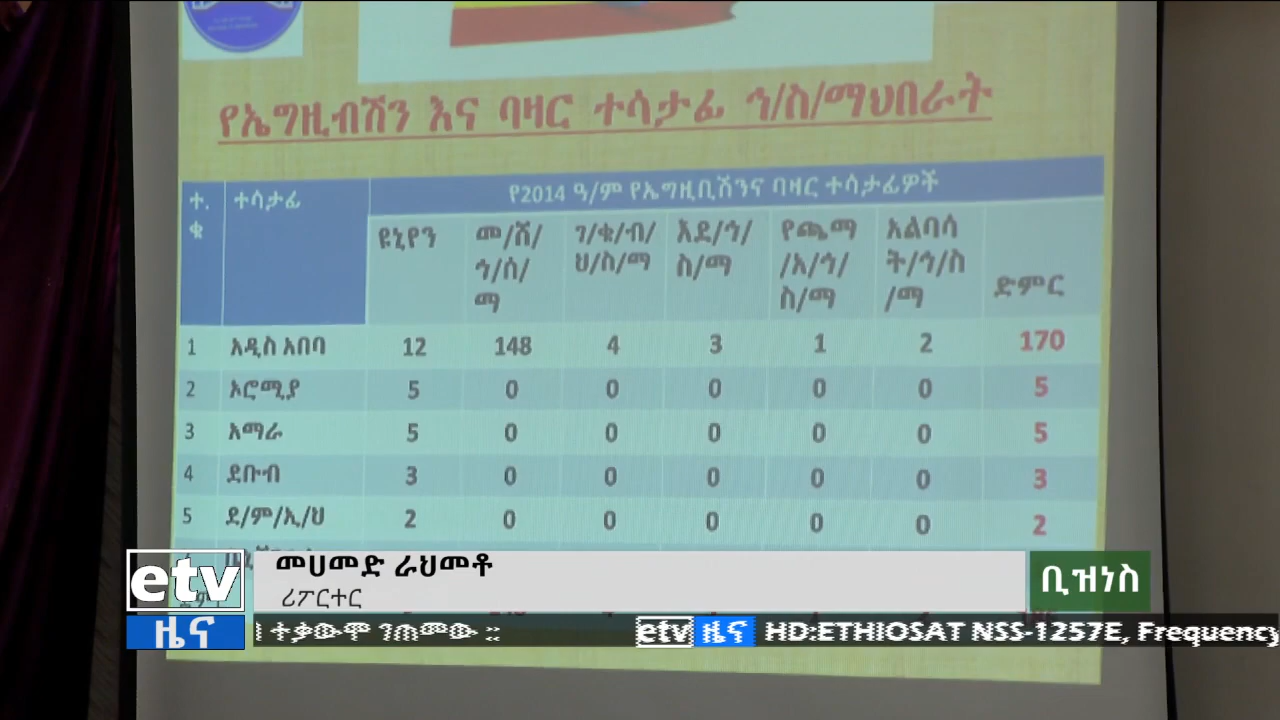 የኤግዚብሽን እና ባዛር ተሳታፊ ኅ/ስ/ማህበራት
ተ.ቁ ተሳታፊ የ2014 ዓ/ም የኤግዚቢሽንና ባዛር ተሳታፊዎች
ዩኒየን መ/ሸ/ኅ/ሰ/ማ ገ/ቁ/ብ/ህ/ስ/ማ እደ/ኅ/ስ/ማ የጫማ/አ/ኅ/ስ/ማ አልባሳት/ኅ/ስ/ማ ድምር
1 አዲስ አበባ 12 148 4 3 1 2 170
2 ኦሮሚያ 5 0 0 0 0 0 5
3 አማራ 5 0 0 0 0 0 5
4 ደቡብ 3 0 0 0 0 0 3
5 ደ/ም/ኢ/ህ 2 0 0 0 0 0 2
etv መሀመድ ራህመቶ ቢዝነስ
ሪፖርተር
ዜና ተቃውሞ ገጠመው ። etv ዜና HD:ETHIOSAT NSS-1257E, Frequency